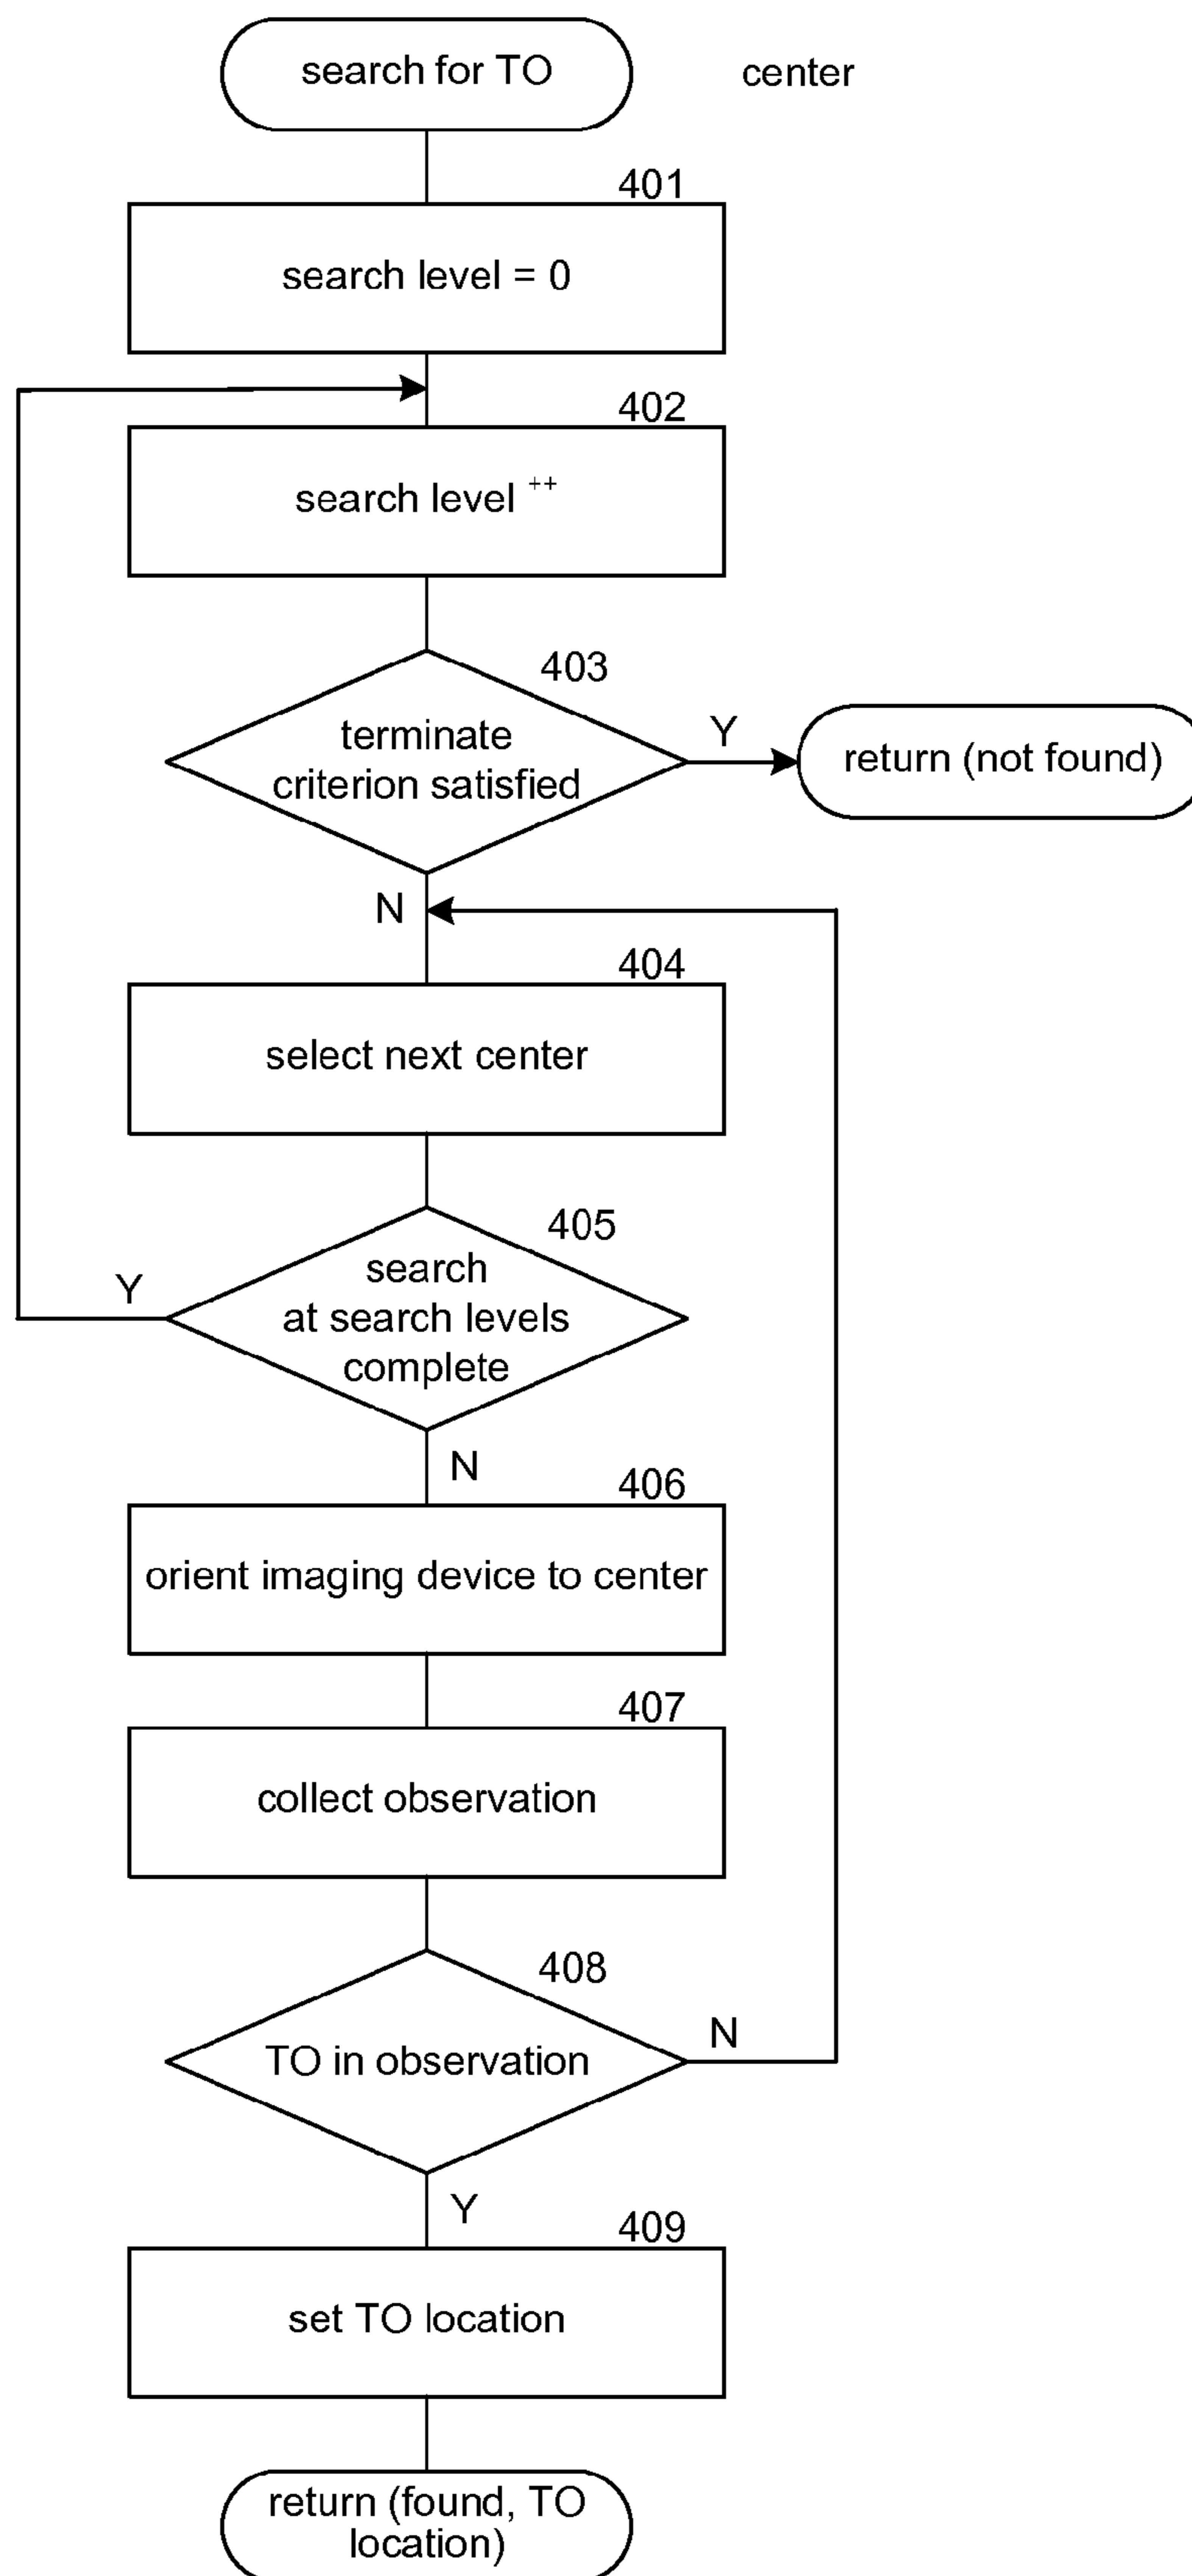 search for TO
center
401
search level = 0
402
search level ++
403
terminate
criterion satisfied
Y
return (not found)
N
404
select next center
405
search
at search levels
complete
Y
N
406
orient imaging device to center
407
collect observation
408
TO in observation
N
Y
409
set TO location
return (found, TO
location)